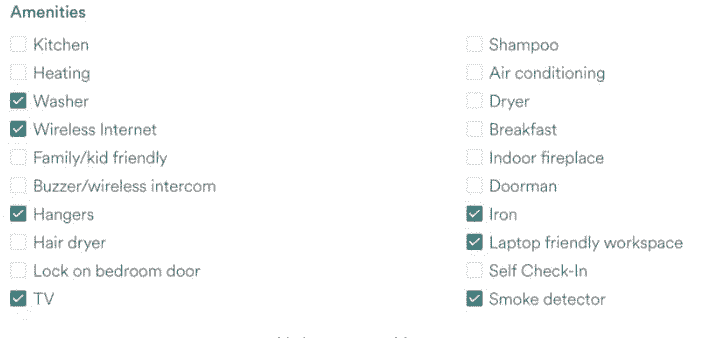 Amenities
Kitchen
Shampoo
Heating
Air conditioning
Washer
Dryer
Wireless Internet
Breakfast
Family/kid friendly
Indoor fireplace
Buzzer/wireless intercom
Doorman
Hangers
Iron
Hair dryer
Laptop friendly workspace
Lock on bedroom door
Self Check-In
TV
Smoke detector